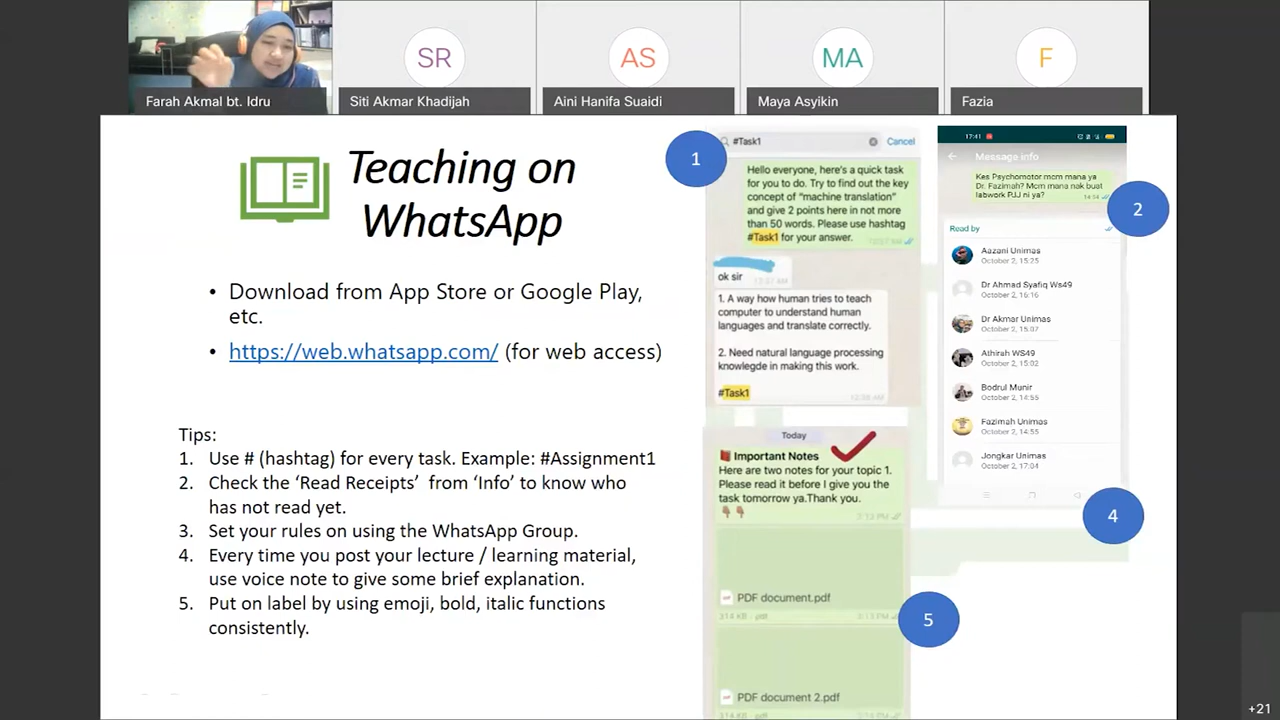 SR
AS
MA
F
Farah Akmal bt. Idru
Siti Akmar Khadijah
Aini Hanifa Suaidi
Maya Asyikin
Fazia
Teaching on
WhatsApp
• Download from App Store or Google Play,
etc.
• https://web.whatsapp.com/ (for web access)
Tips:
1. Use # (hashtag) for every task. Example: #Assignment1
2. Check the ‘Read Receipts’ from ‘Info’ to know who
has not read yet.
3. Set your rules on using the WhatsApp Group.
4. Every time you post your lecture / learning material,
use voice note to give some brief explanation.
5. Put on label by using emoji, bold, italic functions
consistently.
1
#Task1
Cancel
Hello everyone, here's a quick task
for you to do. Try to find out the key
concept of "machine translation"
and give 2 points here in not more
than 50 words. Please use hashtag
#Task1 for your answer.
ok sir
1. A way how human tries to teach
computer to understand human
languages and translate correctly.
2. Need natural language processing
knowlegde in making this work.
#Task1
Today
Important Notes
Here are two notes for your topic 1.
Please read it before I give you the
task tomorrow ya.Thank you.
2:13 PM
PDF document.pdf
314 KB · pdf
PDF document 2.pdf
5
17:41
Message info
Kes Psychomotor mcm mana ya
Dr. Fazimah? Mcm mana nak buat
labwork PJJ ni ya?
14:54
2
Read by
Aazani Unimas
October 2, 15:25
Dr Ahmad Syafiq Ws49
October 2, 16:16
Dr Akmar Unimas
October 2, 15:07
Athirah WS49
October 2, 15:02
Bodrul Munir
October 2, 14:55
Fazimah Unimas
October 2, 14:55
Jongkar Unimas
October 2, 17:04
4
+21